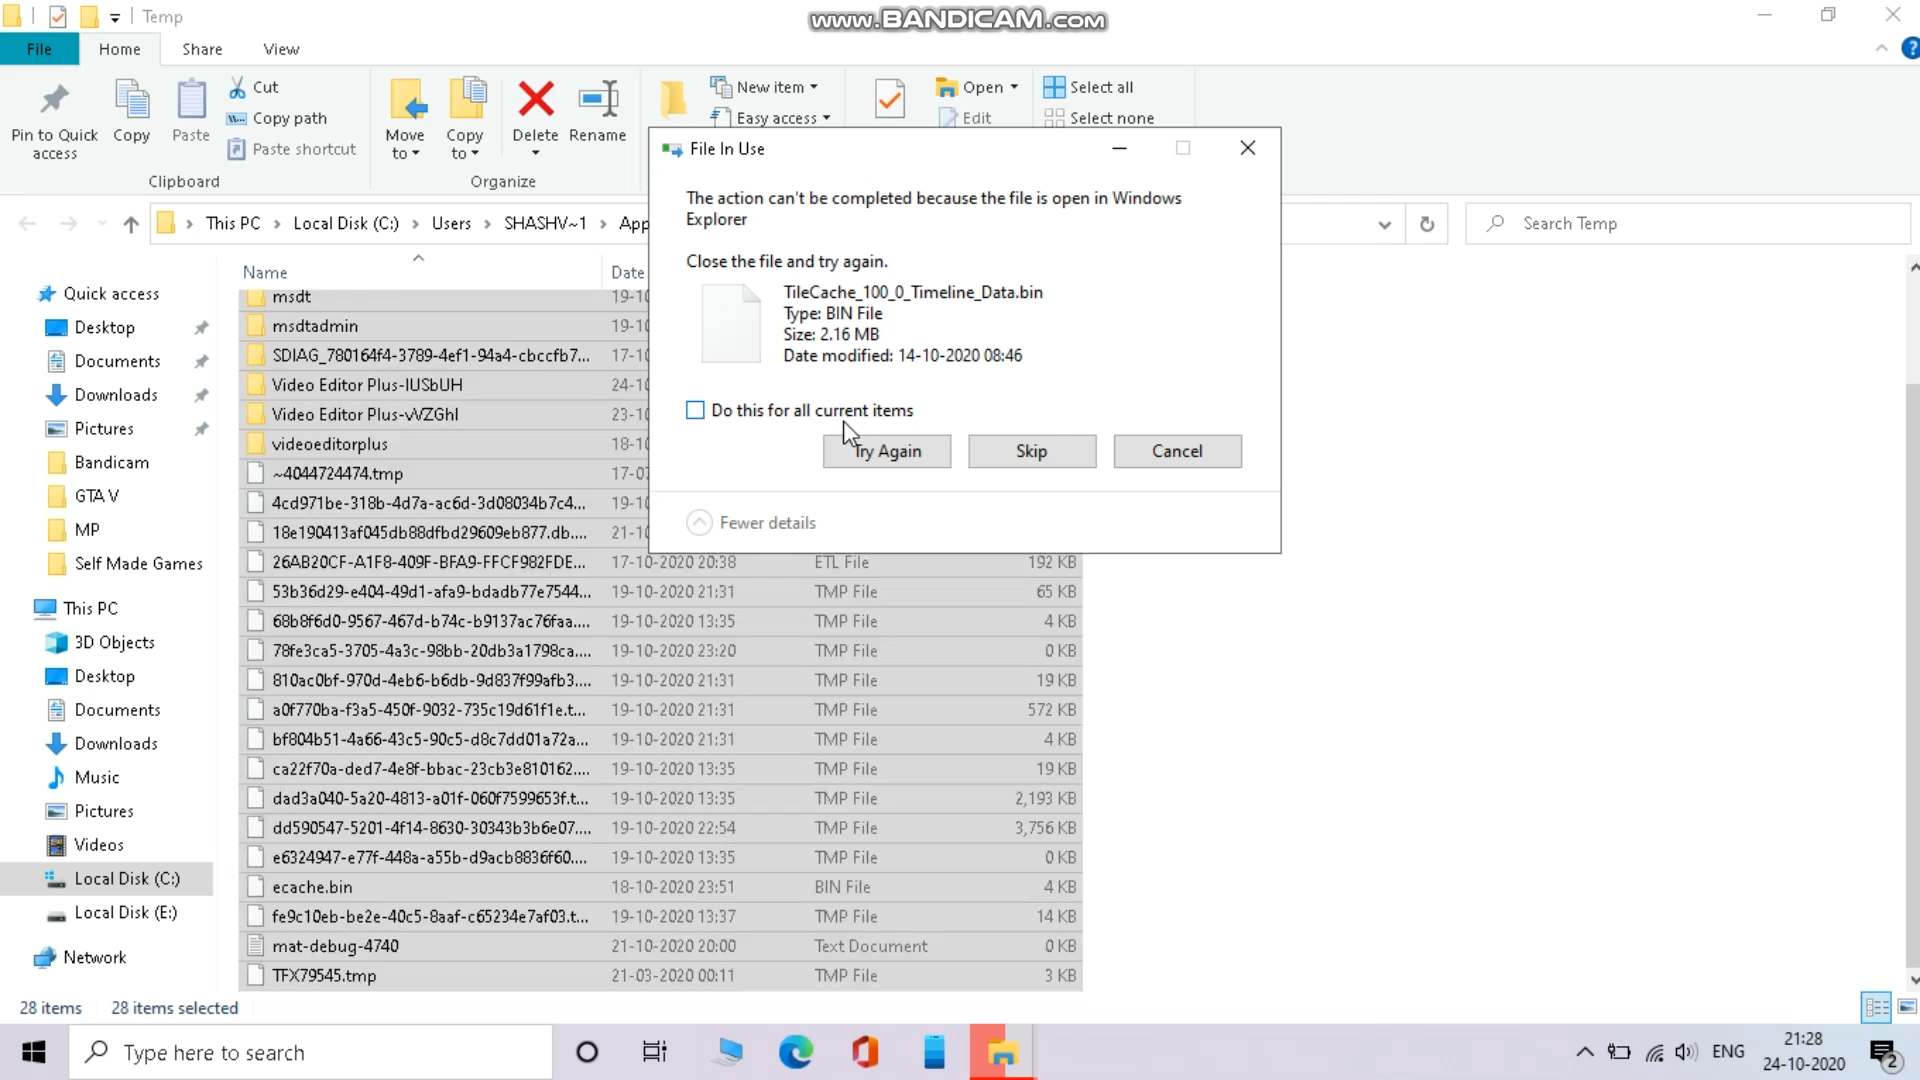 Temp
www.BANDICAM.com
File
Home
Share
View
Pin to Quick access
Copy
Paste
Cut
Copy path
Paste shortcut
Clipboard
Move to
Copy to
Delete
Rename
Organize
New item
Easy access
Open
Edit
Select all
Select none
This PC
Local Disk (C:)
Users
SHASHV~1
App
Search Temp
File In Use
The action can't be completed because the file is open in Windows
Explorer
Close the file and try again.
TileCache_100_0_Timeline_Data.bin
Type: BIN File
Size: 2.16 MB
Date modified: 14-10-2020 08:46
Do this for all current items
Try Again
Skip
Cancel
Fewer details
Quick access
Desktop
Documents
Downloads
Pictures
Bandicam
GTA V
MP
Self Made Games
This PC
3D Objects
Desktop
Documents
Downloads
Music
Pictures
Videos
Local Disk (C:)
Local Disk (E:)
Network
Name
Date
msdt 19-10
msdtadmin 19-10
SDIAG_780164f4-3789-4ef1-94a4-cbccfb7... 17-10
Video Editor Plus-IUSbUH 24-10
Video Editor Plus-vVZGhl 23-10
videoeditorplus 18-10
~4044724474.tmp 17-07
4cd971be-318b-4d7a-ac6d-3d08034b7c4... 19-10
18e190413af045db88dfbd29609eb877.db.... 21-10
26AB20CF-A1F8-409F-BFA9-FFCF982FDE... 17-10-2020 20:38 ETL File 192 KB
53b36d29-e404-49d1-afa9-bdadb77e7544... 19-10-2020 21:31 TMP File 65 KB
68b8f6d0-9567-467d-b74c-b9137ac76faa.... 19-10-2020 13:35 TMP File 4 KB
78fe3ca5-3705-4a3c-98bb-20db3a1798ca.... 19-10-2020 23:20 TMP File 0 KB
810ac0bf-970d-4eb6-b6db-9d837f99afb3.... 19-10-2020 21:31 TMP File 19 KB
a0f770ba-f3a5-450f-9032-735c19d61f1e.t... 19-10-2020 21:31 TMP File 572 KB
bf804b51-4a66-43c5-90c5-d8c7dd01a72a... 19-10-2020 21:31 TMP File 4 KB
ca22f70a-ded7-4e8f-bbac-23cb3e810162.... 19-10-2020 13:35 TMP File 19 KB
dad3a040-5a20-4813-a01f-060f7599653f.t... 19-10-2020 13:35 TMP File 2,193 KB
dd590547-5201-4f14-8630-30343b3b6e07.... 19-10-2020 22:54 TMP File 3,756 KB
e6324947-e77f-448a-a55b-d9acb8836f60.... 19-10-2020 13:35 TMP File 0 KB
ecache.bin 18-10-2020 23:51 BIN File 4 KB
fe9c10eb-be2e-40c5-8aaf-c65234e7af03.t... 19-10-2020 13:37 TMP File 14 KB
mat-debug-4740 21-10-2020 20:00 Text Document 0 KB
TFX79545.tmp 21-03-2020 00:11 TMP File 3 KB
28 items
28 items selected
Type here to search
ENG
21:28
24-10-2020
2